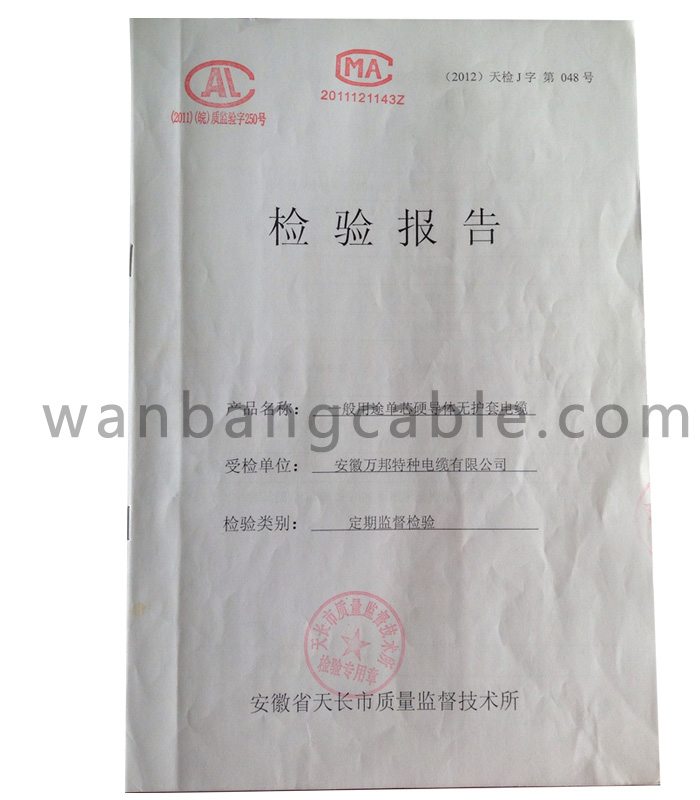 CAL
CMA
(2011)(皖)质监验字250号
2011121143Z
（2012）天检J字 第 048号
检验报告
产品名称： 一般用途单芯硬导体无护套电缆
wanbangcable.com
受检单位： 安徽万邦特种电缆有限公司
检验类别： 定期监督检验
天长市质量监督技术所
检验专用章
安徽省天长市质量监督技术所